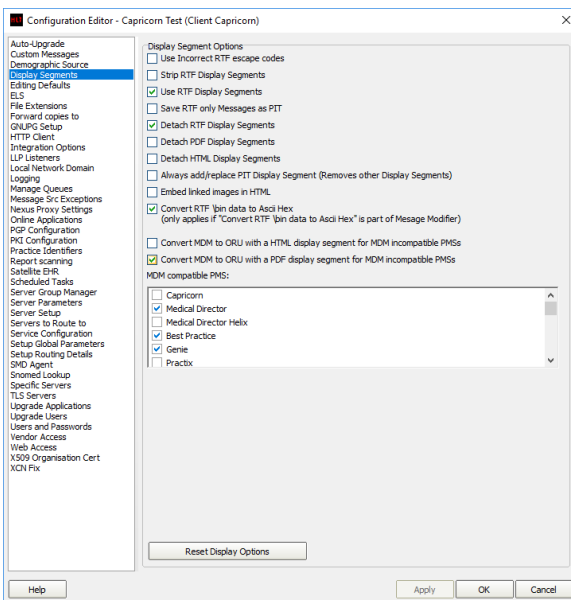 Configuration Editor - Capricorn Test (Client Capricorn)
Auto-Upgrade
Custom Messages
Demographic Source
Display Segments
Editing Defaults
ELS
File Extensions
Forward copies to
GNUPG Setup
HTTP Client
Integration Options
LLP Listeners
Local Network Domain
Logging
Manage Queues
Message Src Exceptions
Nexus Proxy Settings
Online Applications
PGP Configuration
PKI Configuration
Practice Identifiers
Report scanning
Satellite EHR
Scheduled Tasks
Server Group Manager
Server Parameters
Server Setup
Servers to Route to
Service Configuration
Setup Global Parameters
Setup Routing Details
SMD Agent
Snomed Lookup
Specific Servers
TLS Servers
Upgrade Applications
Upgrade Users
Users and Passwords
Vendor Access
Web Access
X509 Organisation Cert
XCN Fix
Display Segment Options
Use Incorrect RTF escape codes
Strip RTF Display Segments
Use RTF Display Segments
Save RTF only Messages as PIT
Detach RTF Display Segments
Detach PDF Display Segments
Detach HTML Display Segments
Always add/replace PIT Display Segment (Removes other Display Segments)
Embed linked images in HTML
Convert RTF \bin data to Ascii Hex
(only applies if "Convert RTF \bin data to Ascii Hex" is part of Mesage Modifier)
Convert MDM to ORU with a HTML display segment for MDM incompatible PMSs
Convert MDM to ORU with a PDF display segment for MDM incompatible PMSs
MDM compatible PMS:
Capricorn
Medical Director
Medical Director Helix
Best Practice
Genie
Practix
Reset Display Options
Help
Apply
OK
Cancel